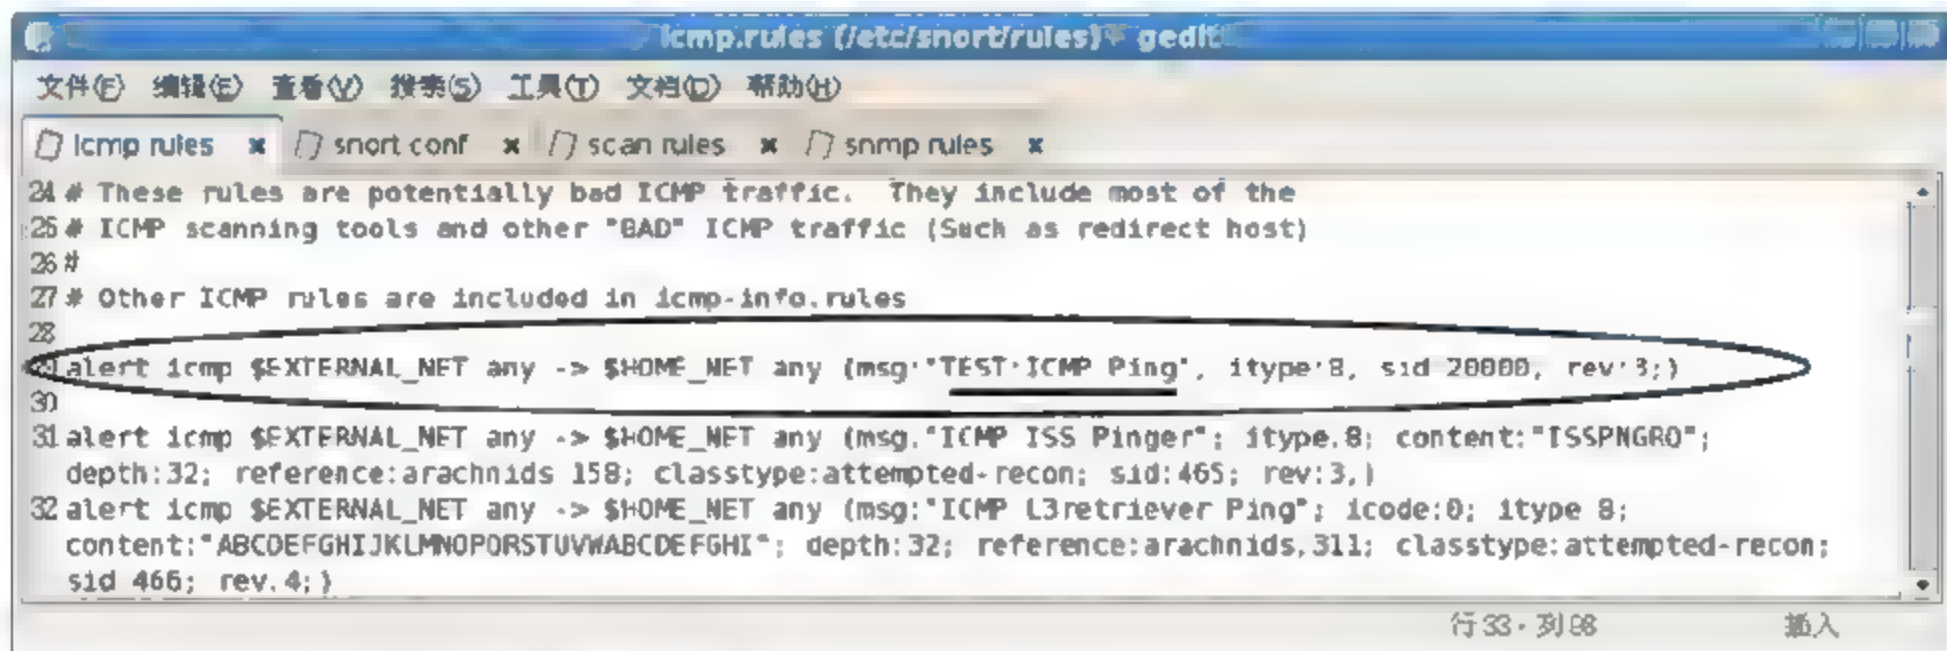 icmp.rules (/etc/snort/rules) - gedit
文件(F) 编辑(E) 查看(V) 搜索(S) 工具(T) 文档(D) 帮助(H)
icmp rules × snort conf × scan rules × snmp rules ×
24 # These rules are potentially bad ICMP traffic. They include most of the
25 # ICMP scanning tools and other "BAD" ICMP traffic (Such as redirect host)
26 #
27 # Other ICMP rules are included in icmp-info.rules
28
29 alert icmp $EXTERNAL_NET any -> $HOME_NET any (msg:"TEST ICMP Ping", itype:8, sid 20000, rev:3;)
30
31 alert icmp $EXTERNAL_NET any -> $HOME_NET any (msg."ICMP ISS Pinger"; itype.8; content:"ISSPNGRQ";
depth:32; reference:arachnids 158; classtype:attempted-recon; sid:465; rev:3,)
32 alert icmp $EXTERNAL_NET any -> $HOME_NET any (msg:"ICMP L3retriever Ping"; icode:0; itype 8;
content:"ABCDEFGHIJKLMNOPQRSTUVWABCDEFGHI"; depth:32; reference:arachnids,311; classtype:attempted-recon;
sid 466; rev.4;)
行 33, 列 98 插入